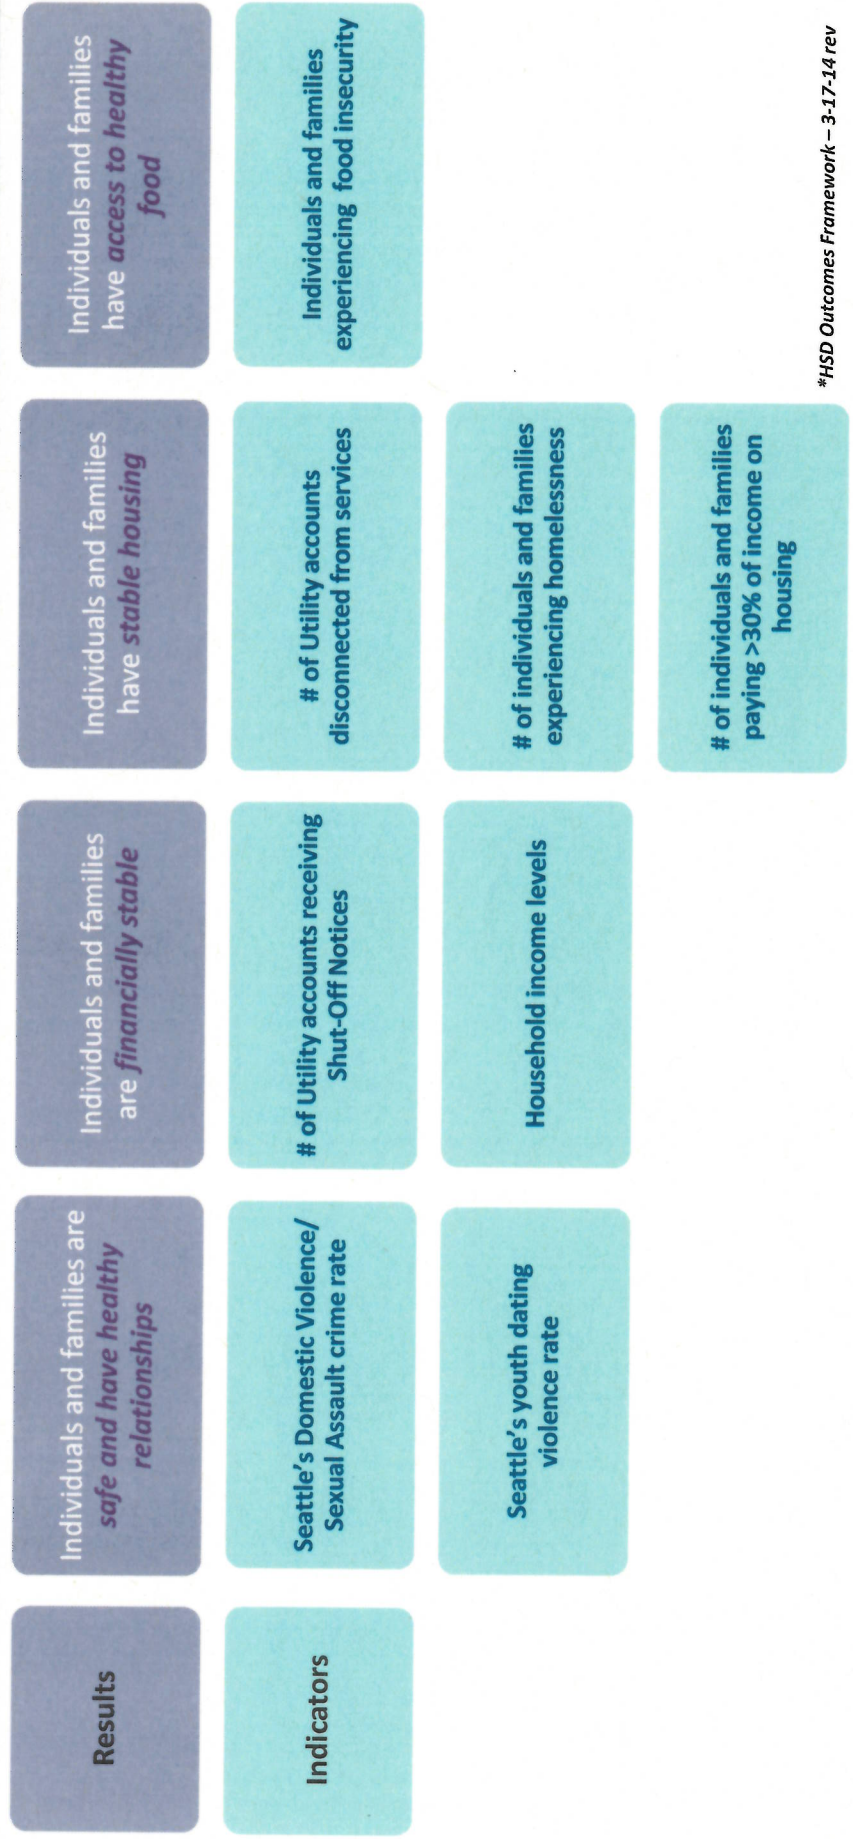 Results
Individuals and families are
safe and have healthy
relationships
Individuals and families
are financially stable
Individuals and families
have stable housing
Individuals and families
have access to healthy
food
Indicators
Seattle’s Domestic Violence/
Sexual Assault crime rate
# of Utility accounts receiving
Shut-Off Notices
# of Utility accounts
disconnected from services
Individuals and families
experiencing food insecurity
Seattle’s youth dating
violence rate
Household income levels
# of individuals and families
experiencing homelessness
# of individuals and families
paying >30% of income on
housing
*HSD Outcomes Framework – 3-17-14 rev